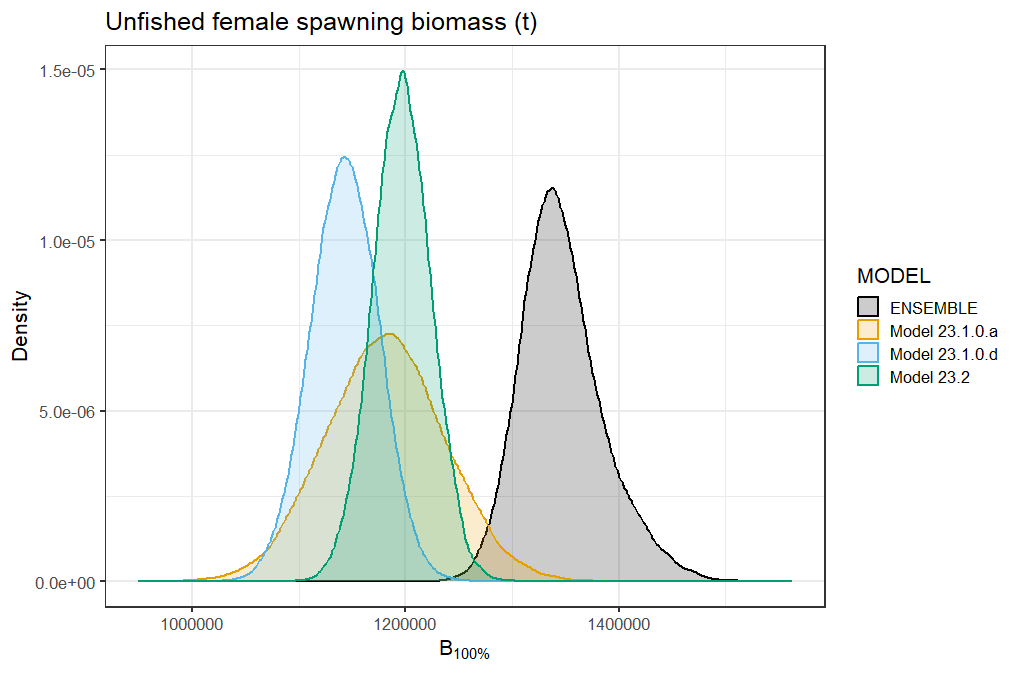 Unfished female spawning biomass (t)
Density
1.5e-05
1.0e-05
5.0e-06
0.0e+00
1000000
1200000
1400000
B100%
MODEL
ENSEMBLE
Model 23.1.0.a
Model 23.1.0.d
Model 23.2